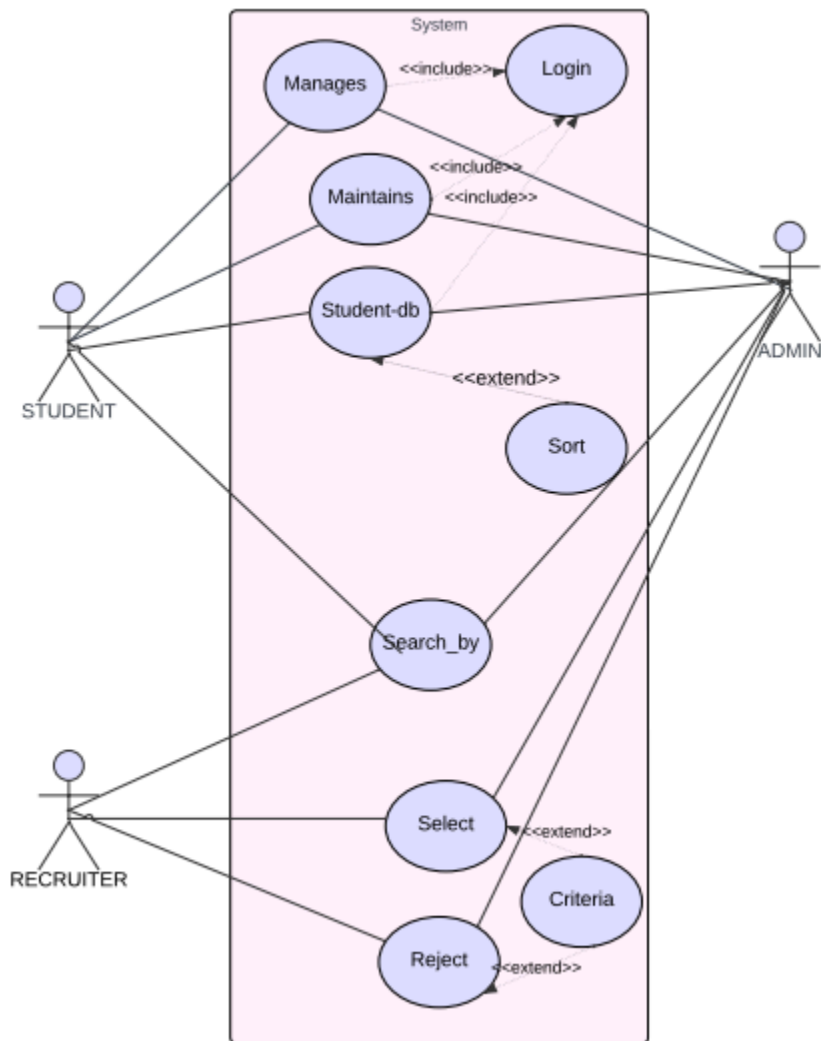 System
Manages
<<include>>
Login
<<include>>
Maintains
<<include>>
Student-db
STUDENT
ADMIN
<<extend>>
Sort
Search_by
Select
<<extend>>
RECRUITER
Criteria
Reject
<<extend>>